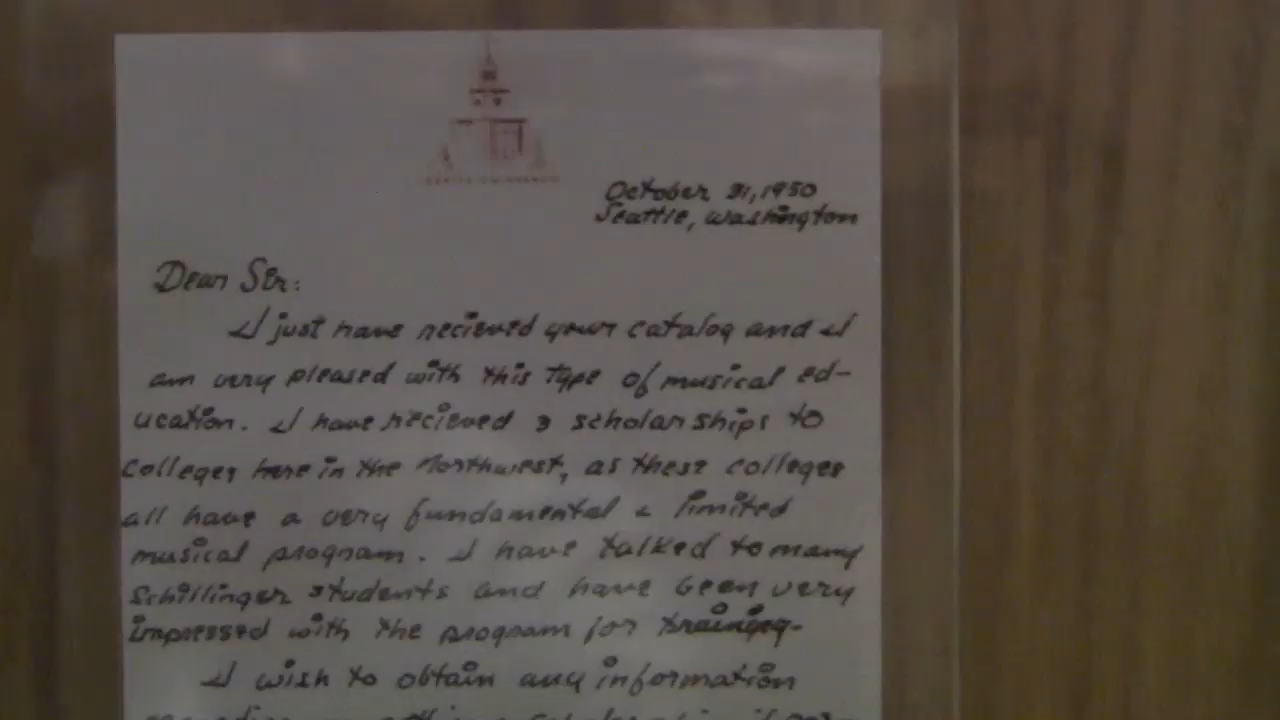 October 31, 1950
Seattle, Washington
Dear Sir:
I just have recieved your catalog and I
am very pleased with this type of musical ed-
ucation. I have recieved 3 scholarships to
colleges here in the Northwest, as these colleges
all have a very fundamental & limited
musical program. I have talked to many
Schillinger students and have been very
impressed with the program for training.
I wish to obtain any information